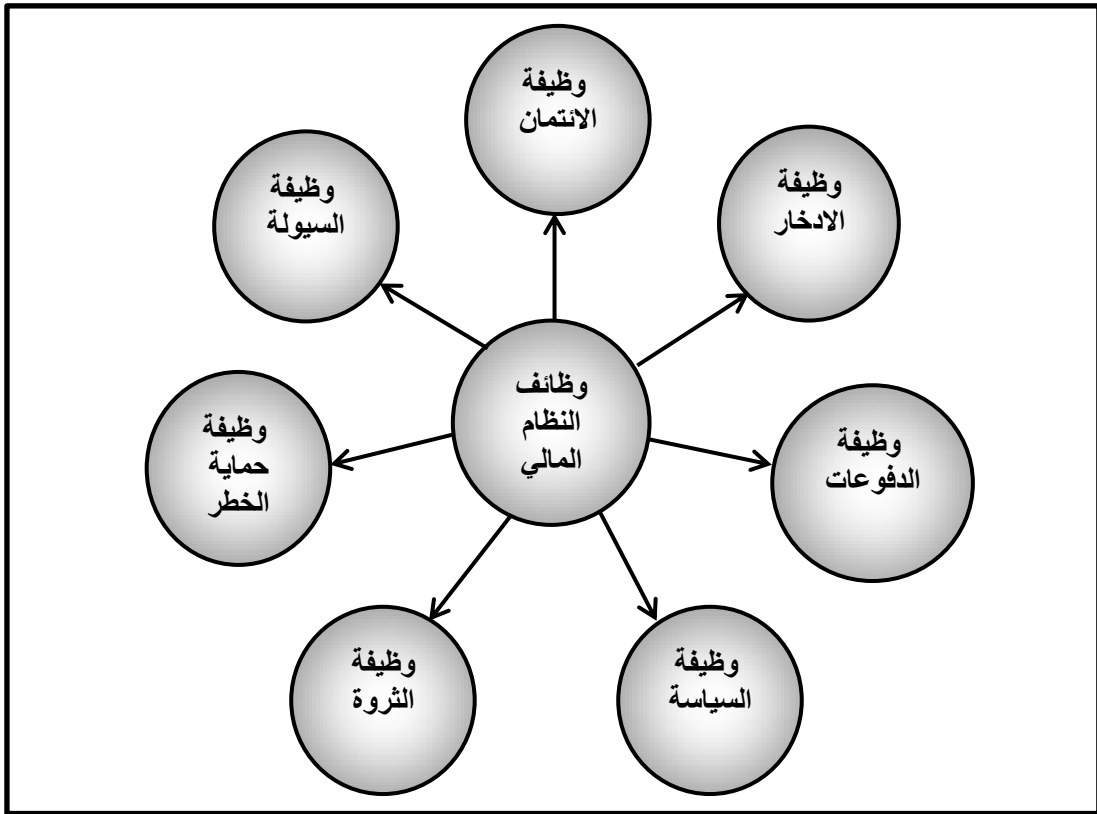 وظيفة
الائتمان
وظيفة
الادخار
وظيفة
السيولة
وظائف
النظام
المالي
وظيفة
الدفوعات
وظيفة
حماية
الخطر
وظيفة
السياسة
وظيفة
الثروة